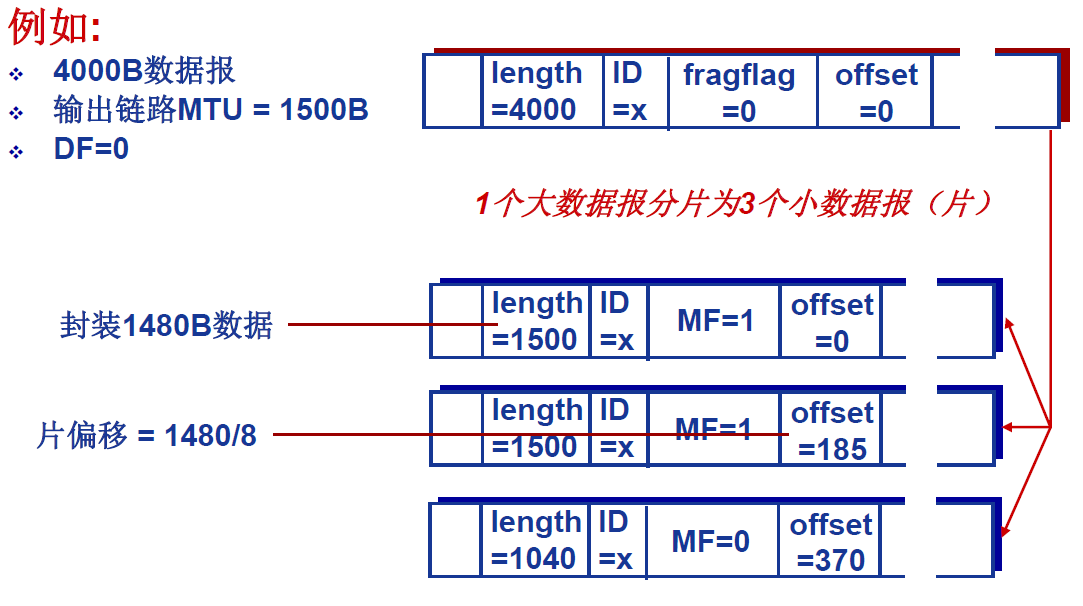 例如:
❖ 4000B数据报
❖ 输出链路MTU = 1500B
❖ DF=0
length =4000 ID =x fragflag =0 offset =0
1个大数据报分片为3个小数据报（片）
封装1480B数据
length =1500 ID =x MF=1 offset =0
片偏移 = 1480/8
length =1500 ID =x MF=1 offset =185
length =1040 ID =x MF=0 offset =370